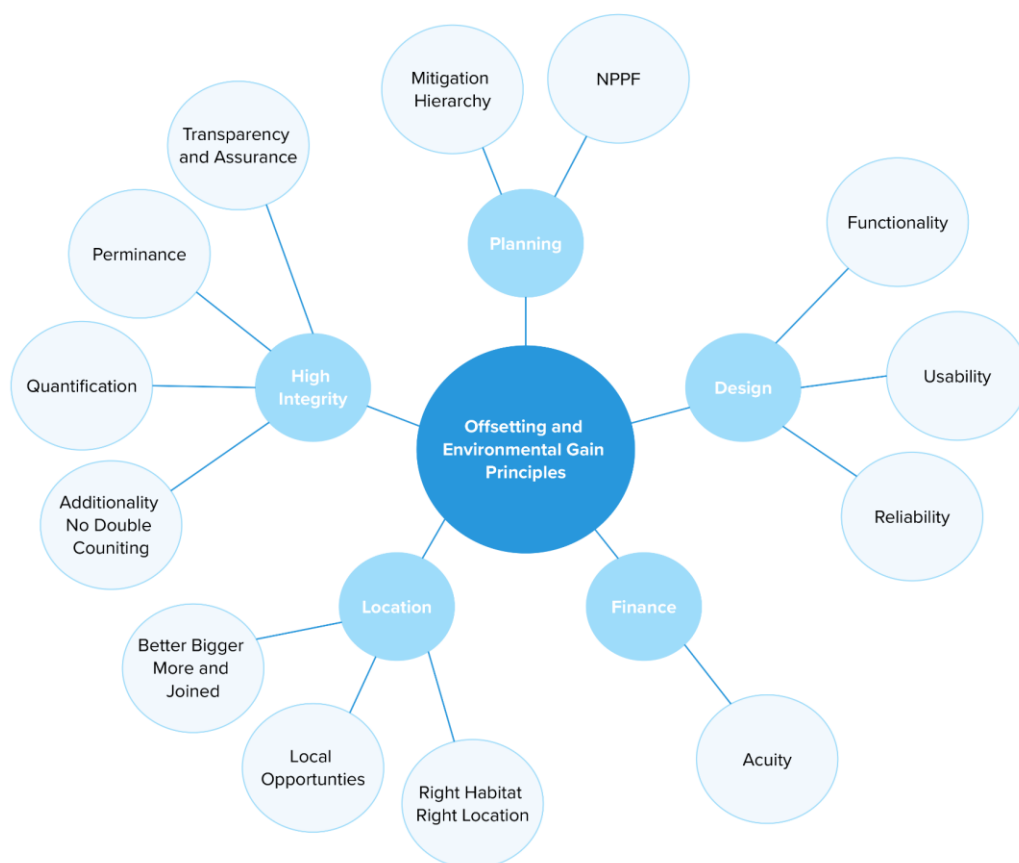 Mitigation
Hierarchy
NPPF
Transparency
and Assurance
Planning
Functionality
Perminance
High
Integrity
Quantification
Design
Usability
Offsetting and
Environmental Gain
Principles
Additionality
No Double
Couniting
Reliability
Location
Finance
Better Bigger
More and
Joined
Local
Opportunties
Right Habitat
Right Location
Acuity